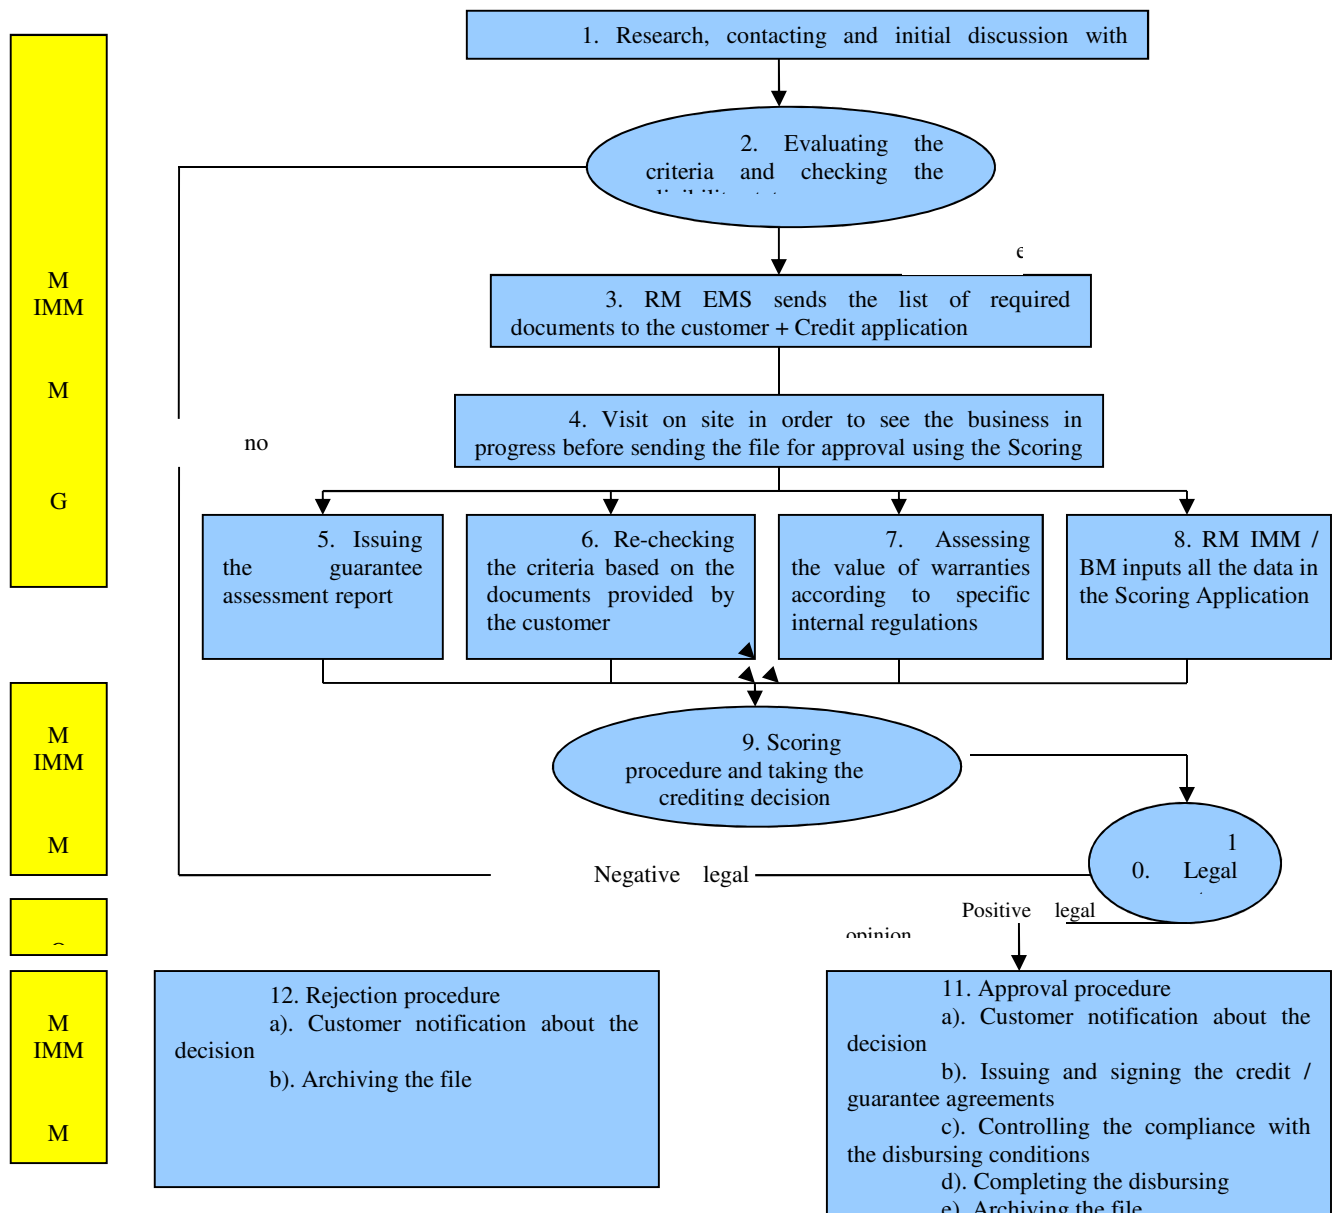 1. Research, contacting and initial discussion with
2. Evaluating the
criteria and checking the
3. RM EMS sends the list of required
documents to the customer + Credit application
4. Visit on site in order to see the business in
progress before sending the file for approval using the Scoring
no
M
IMM
M
G
5. Issuing
the guarantee
assessment report
6. Re-checking
the criteria based on the
documents provided by
the customer
7. Assessing
the value of warranties
according to specific
internal regulations
8. RM IMM /
BM inputs all the data in
the Scoring Application
M
IMM
M
9. Scoring
procedure and taking the
crediting decision
1
0. Legal
Negative legal
Positive legal
opinion
M
IMM
M
12. Rejection procedure
a). Customer notification about the
decision
b). Archiving the file
11. Approval procedure
a). Customer notification about the
decision
b). Issuing and signing the credit /
guarantee agreements
c). Controlling the compliance with
the disbursing conditions
d). Completing the disbursing
e). Archiving the file